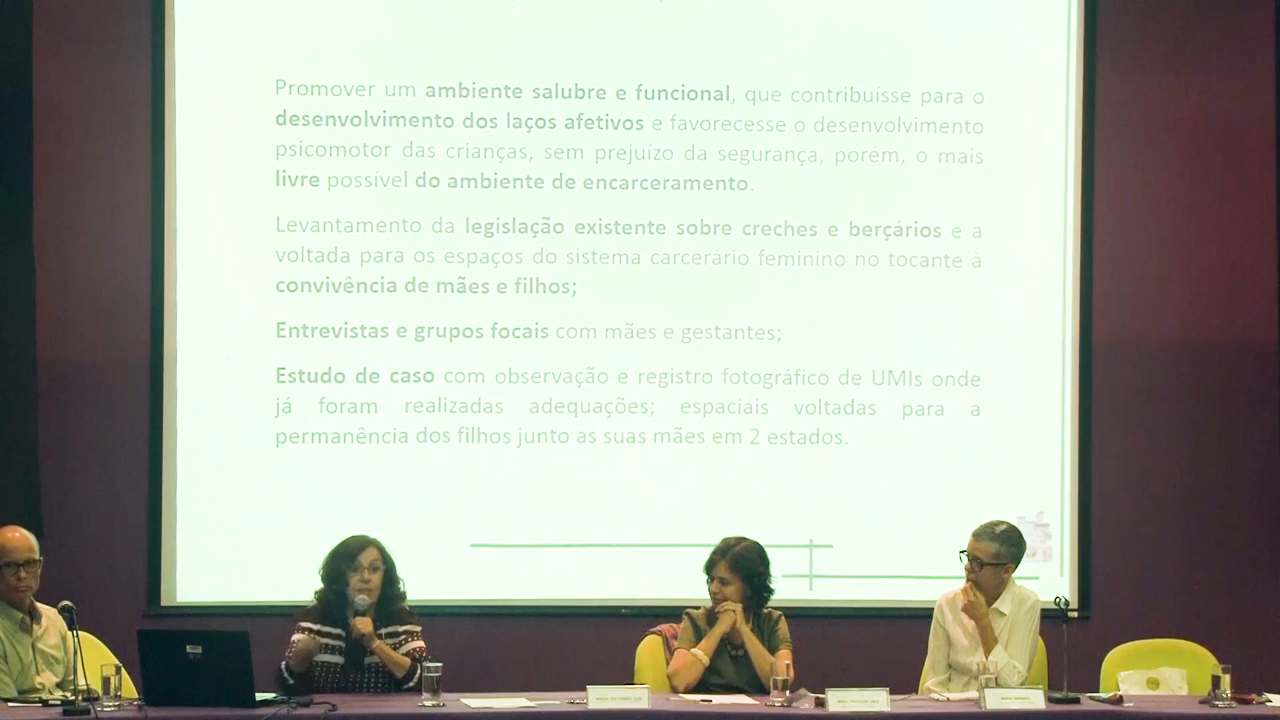 Promover um ambiente salubre e funcional, que contribuísse para o
desenvolvimento dos laços afetivos e favorecesse o desenvolvimento
psicomotor das crianças, sem prejuízo da segurança, porém, o mais
livre possível do ambiente de encarceramento.
Levantamento da legislação existente sobre creches e berçários e a
voltada para os espaços do sistema carcerário feminino no tocante à
convivência de mães e filhos;
Entrevistas e grupos focais com mães e gestantes;
Estudo de caso com observação e registro fotográfico de UMIs onde
já foram realizadas adequações; espaciais voltadas para a
permanência dos filhos junto as suas mães em 2 estados.